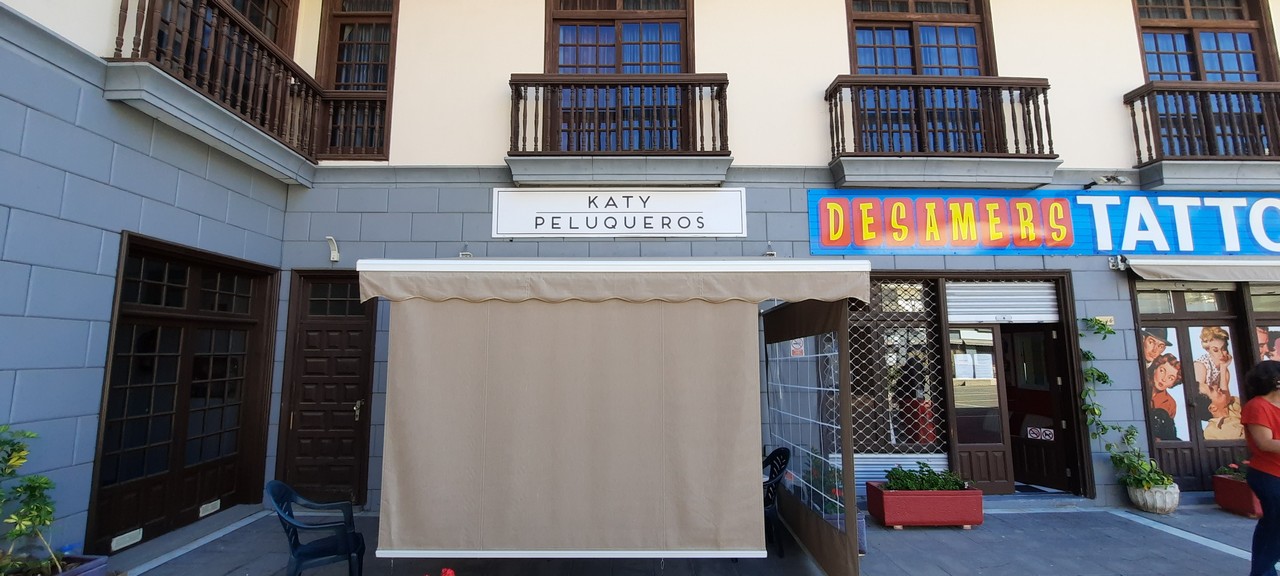 KATY
PELUQUEROS
DESAMERS TATTO